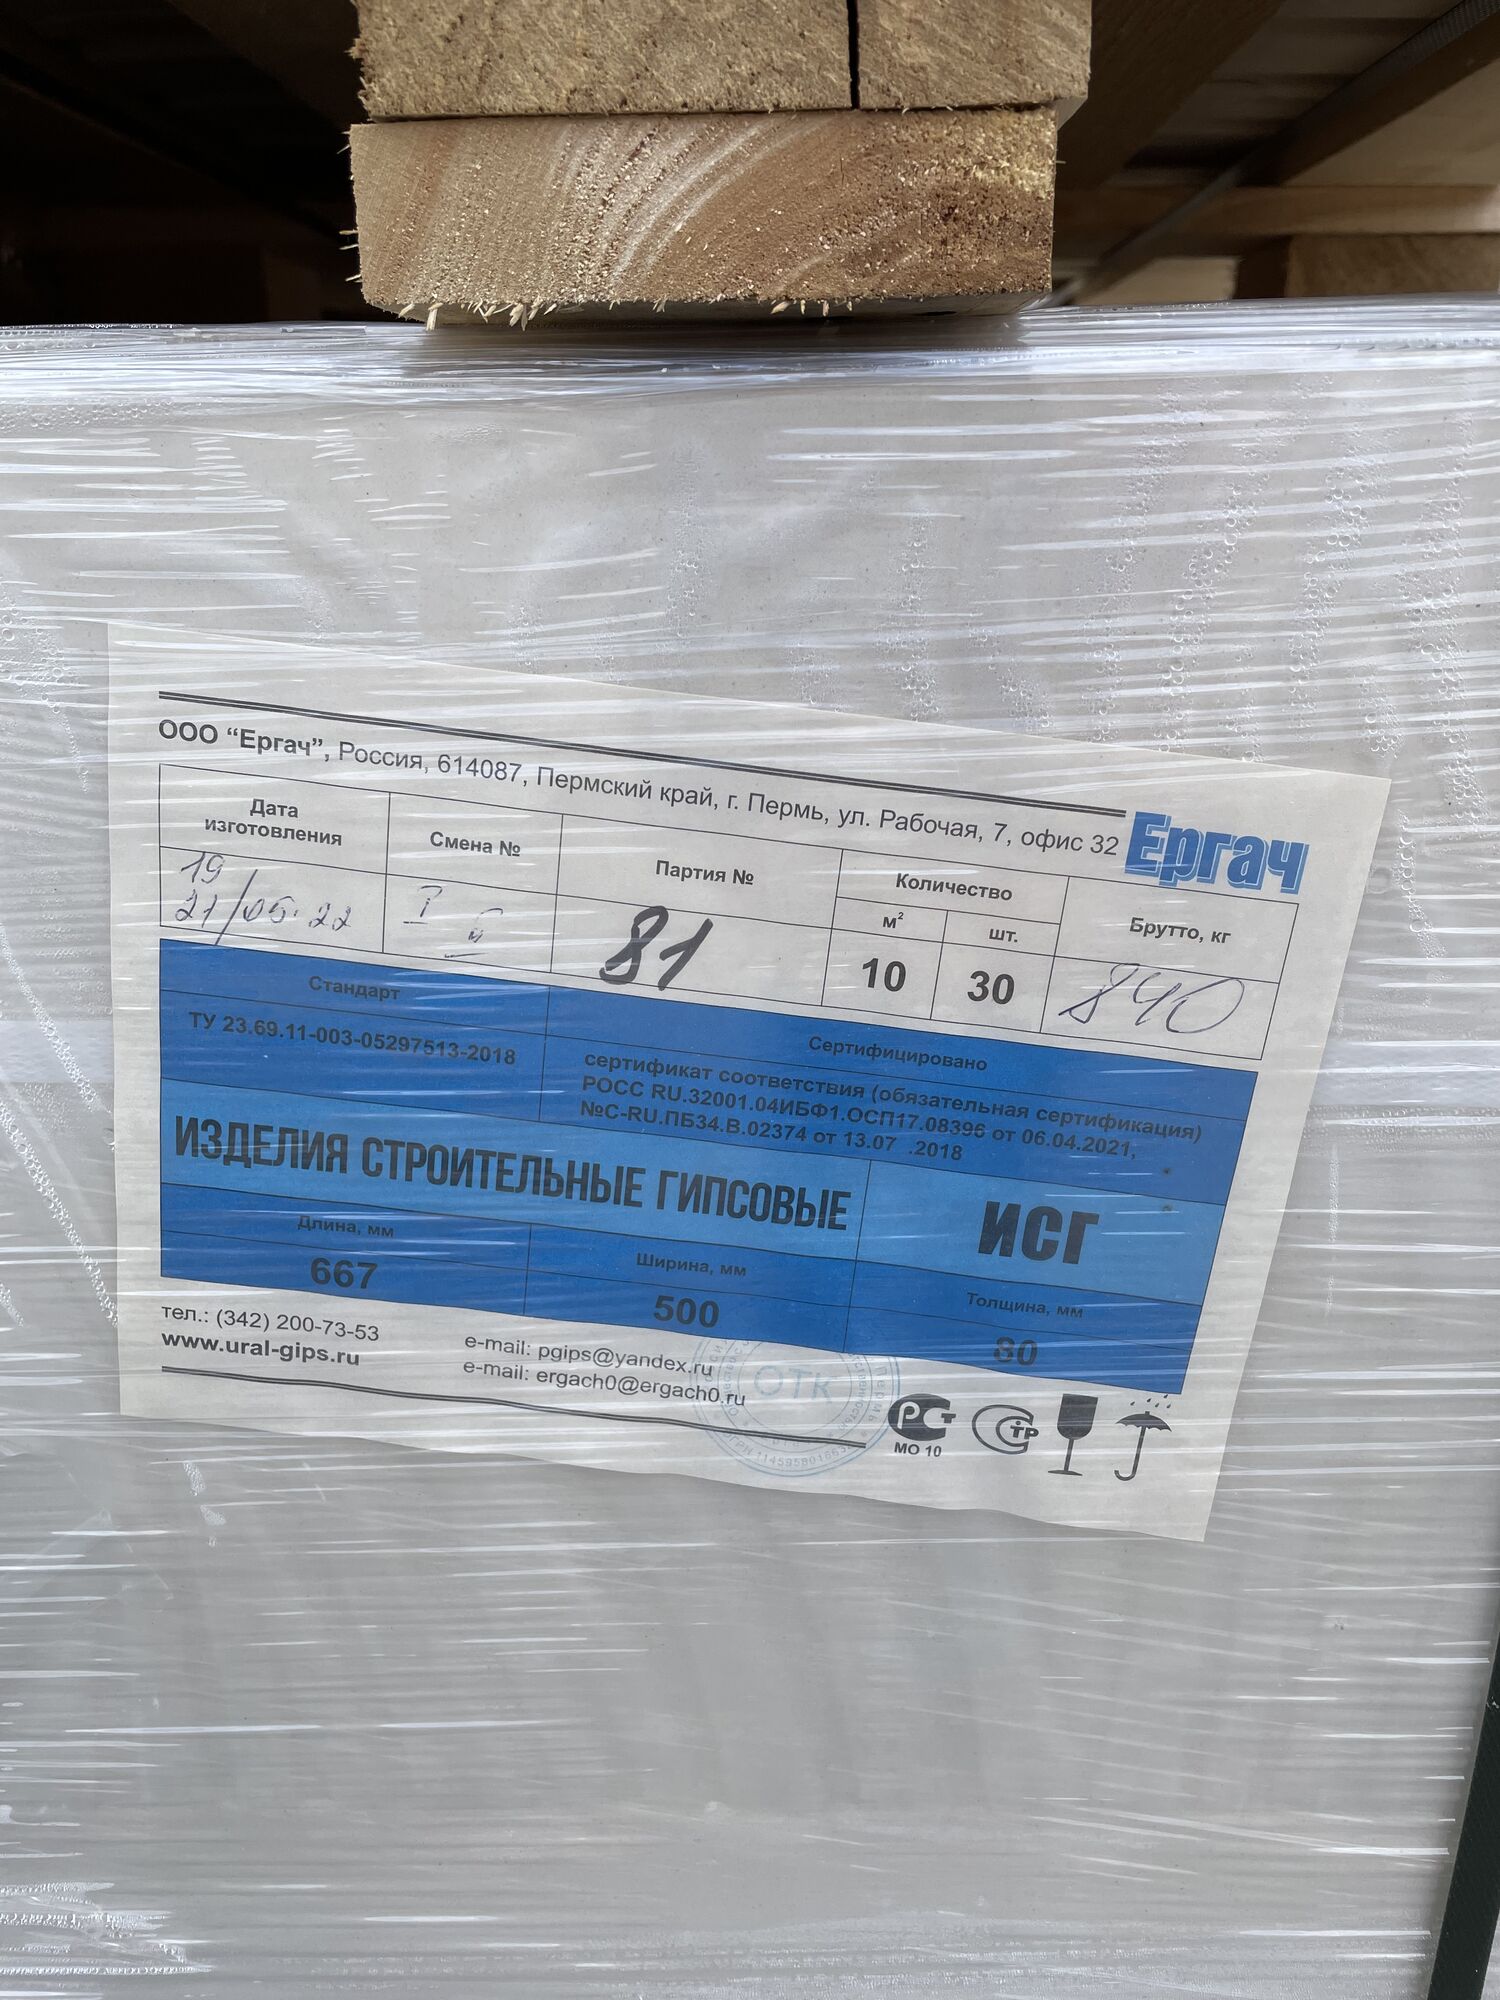 ООО “Ергач”, Россия, 614087, Пермский край, г. Пермь, ул. Рабочая, 7, офис 32
Ергач
Дата изготовления
Смена №
Партия №
Количество
м²
шт.
Брутто, кг
19
21/05.22
I
II
81
10
30
840
Стандарт
ТУ 23.69.11-003-05297513-2018
Сертифицировано
сертификат соответствия (обязательная сертификация)
РОСС RU.32001.04ИБФ1.ОСП17.08396 от 06.04.2021,
№С-RU.ПБ34.В.02374 от 13.07 .2018
ИЗДЕЛИЯ СТРОИТЕЛЬНЫЕ ГИПСОВЫЕ
ИСГ
Длина, мм
667
Ширина, мм
500
Толщина, мм
80
тел.: (342) 200-73-53
www.ural-gips.ru
e-mail: pgips@yandex.ru
e-mail: ergach0@ergach0.ru
ОТК
РСТ
МО 10
СТР